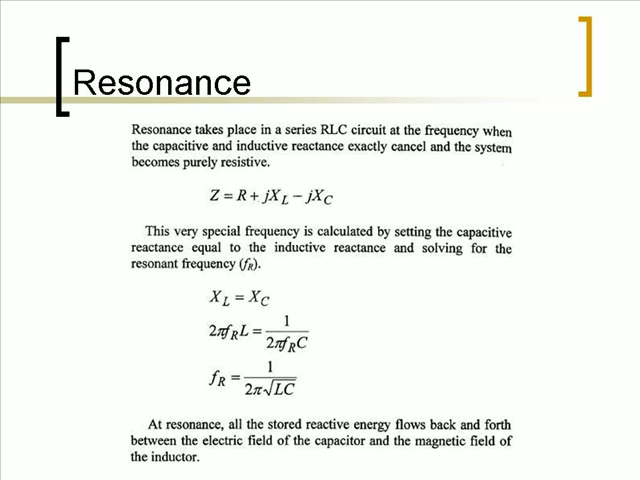 Resonance
Resonance takes place in a series RLC circuit at the frequency when
the capacitive and inductive reactance exactly cancel and the system
becomes purely resistive.
Z = R + jX_L − jX_C
This very special frequency is calculated by setting the capacitive
reactance equal to the inductive reactance and solving for the
resonant frequency (f_R).
X_L = X_C
2πf_R L = 1 / 2πf_R C
f_R = 1 / 2π√LC
At resonance, all the stored reactive energy flows back and forth
between the electric field of the capacitor and the magnetic field of
the inductor.